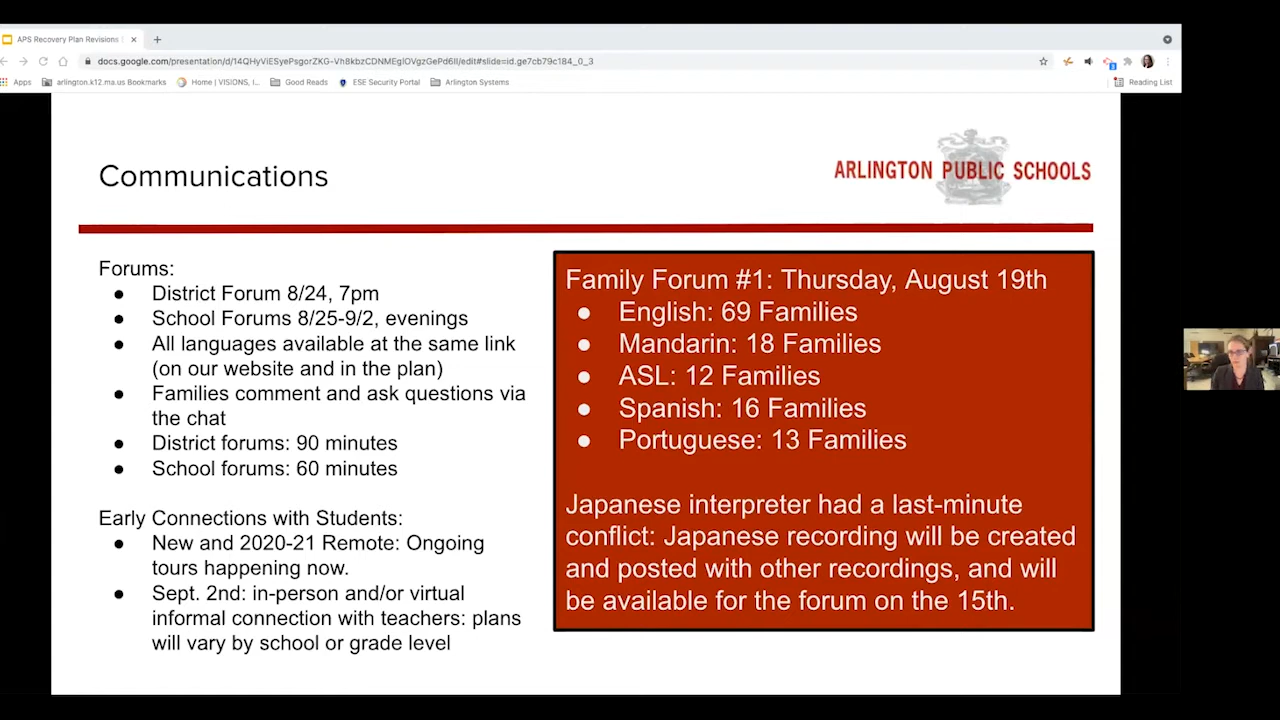 APS Recovery Plan Revisions
docs.google.com/presentation/d/14QHyViESyePsgorZKG-Vh8kbzCDNMEglOVgzGePd6lI/edit#slide=id.ge7cb79c184_0_3
Apps
arlington.k12.ma.us Bookmarks
Home | VISIONS, I...
Good Reads
ESE Security Portal
Arlington Systems
Reading List
Communications
ARLINGTON PUBLIC SCHOOLS
Forums:
● District Forum 8/24, 7pm
● School Forums 8/25-9/2, evenings
● All languages available at the same link
(on our website and in the plan)
● Families comment and ask questions via
the chat
● District forums: 90 minutes
● School forums: 60 minutes
Early Connections with Students:
● New and 2020-21 Remote: Ongoing
tours happening now.
● Sept. 2nd: in-person and/or virtual
informal connection with teachers: plans
will vary by school or grade level
Family Forum #1: Thursday, August 19th
● English: 69 Families
● Mandarin: 18 Families
● ASL: 12 Families
● Spanish: 16 Families
● Portuguese: 13 Families
Japanese interpreter had a last-minute
conflict: Japanese recording will be created
and posted with other recordings, and will
be available for the forum on the 15th.